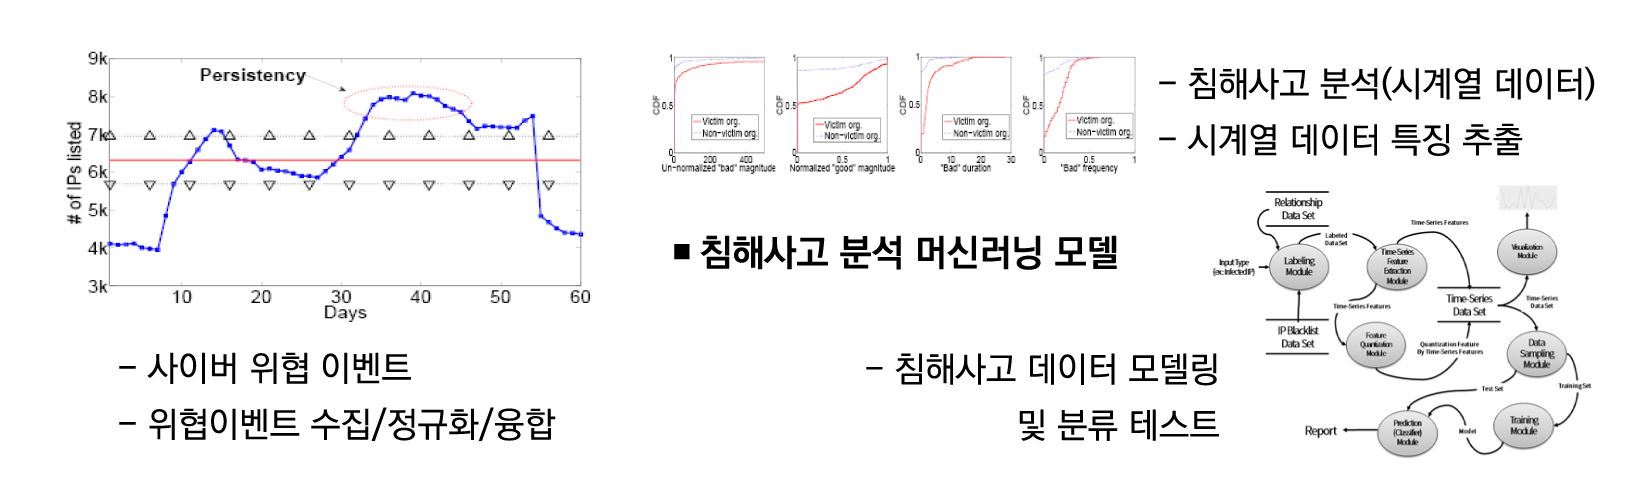 9k
8k
7k
6k
5k
4k
3k
# of IPs listed
Persistency
10 20 30 40 50 60
Days
- 사이버 위협 이벤트
- 위협이벤트 수집/정규화/융합
1
0.5
0
CDF
Victim org.
Non-victim org.
0 200 400
Un-normalized "bad" magnitude
1
0.5
0
CDF
Victim org.
Non-victim org.
0 0.5 1
Normalized "good" magnitude
1
0.5
0
CDF
Victim org.
Non-victim org.
0 10 20 30
"Bad" duration
1
0.5
0
CDF
Victim org.
Non-victim org.
0 0.5 1
"Bad" frequency
- 침해사고 분석(시계열 데이터)
- 시계열 데이터 특징 추출
■ 침해사고 분석 머신러닝 모델
- 침해사고 데이터 모델링
및 분류 테스트
Relationship
Data Set
Labeled
Data Set
Time-Series Features
Input Type
(ex: Infected IP)
Labeling
Module
Time-Series
Feature
Extraction
Module
Visualization
Module
Time-Series Features
Time-Series
Data Set
Time-Series
Data Set
IP Blacklist
Data Set
Feature
Quantization
Module
Quantization Feature
By Time-Series Features
Data
Sampling
Module
Test Set
Training Set
Report
Prediction
(Classifier)
Module
Model
Training
Module